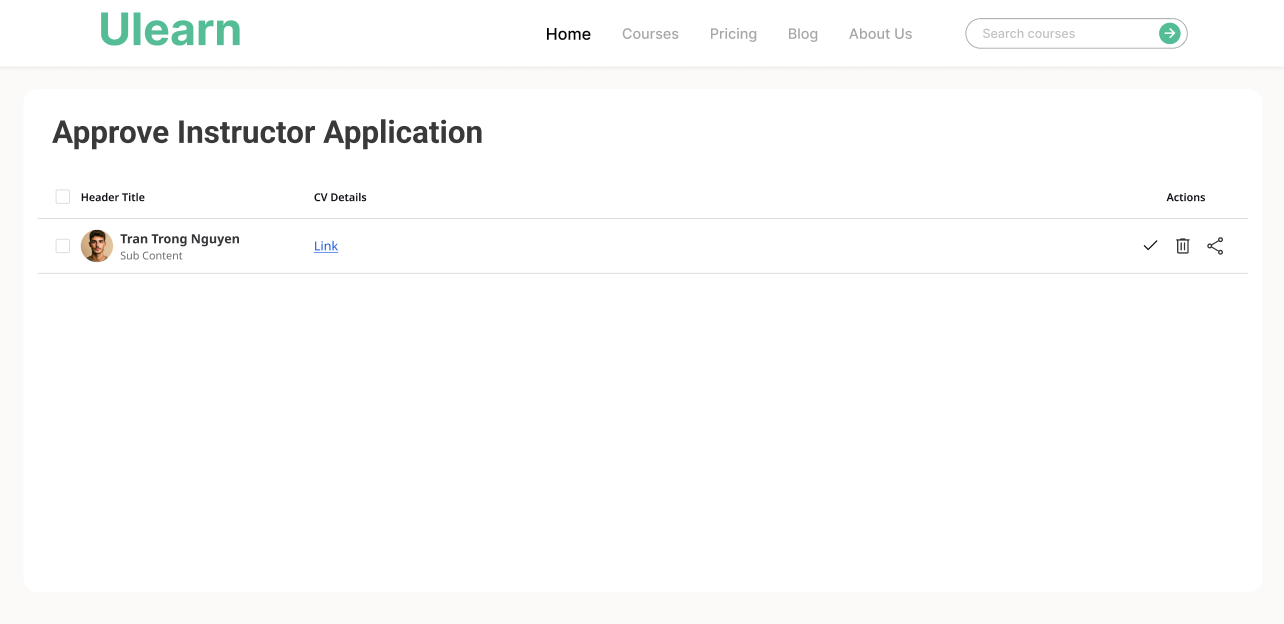 Ulearn
Home Courses Pricing Blog About Us Search courses
Approve Instructor Application
Header Title CV Details Actions
Tran Trong Nguyen
Sub Content
Link